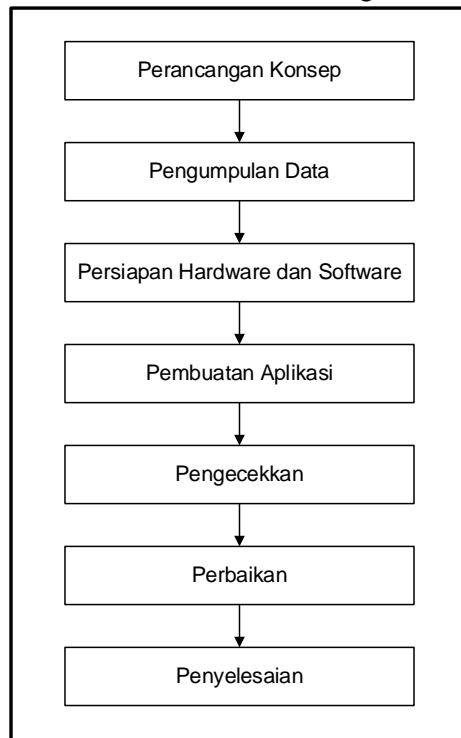 Perancangan Konsep
Pengumpulan Data
Persiapan Hardware dan Software
Pembuatan Aplikasi
Pengecekkan
Perbaikan
Penyelesaian